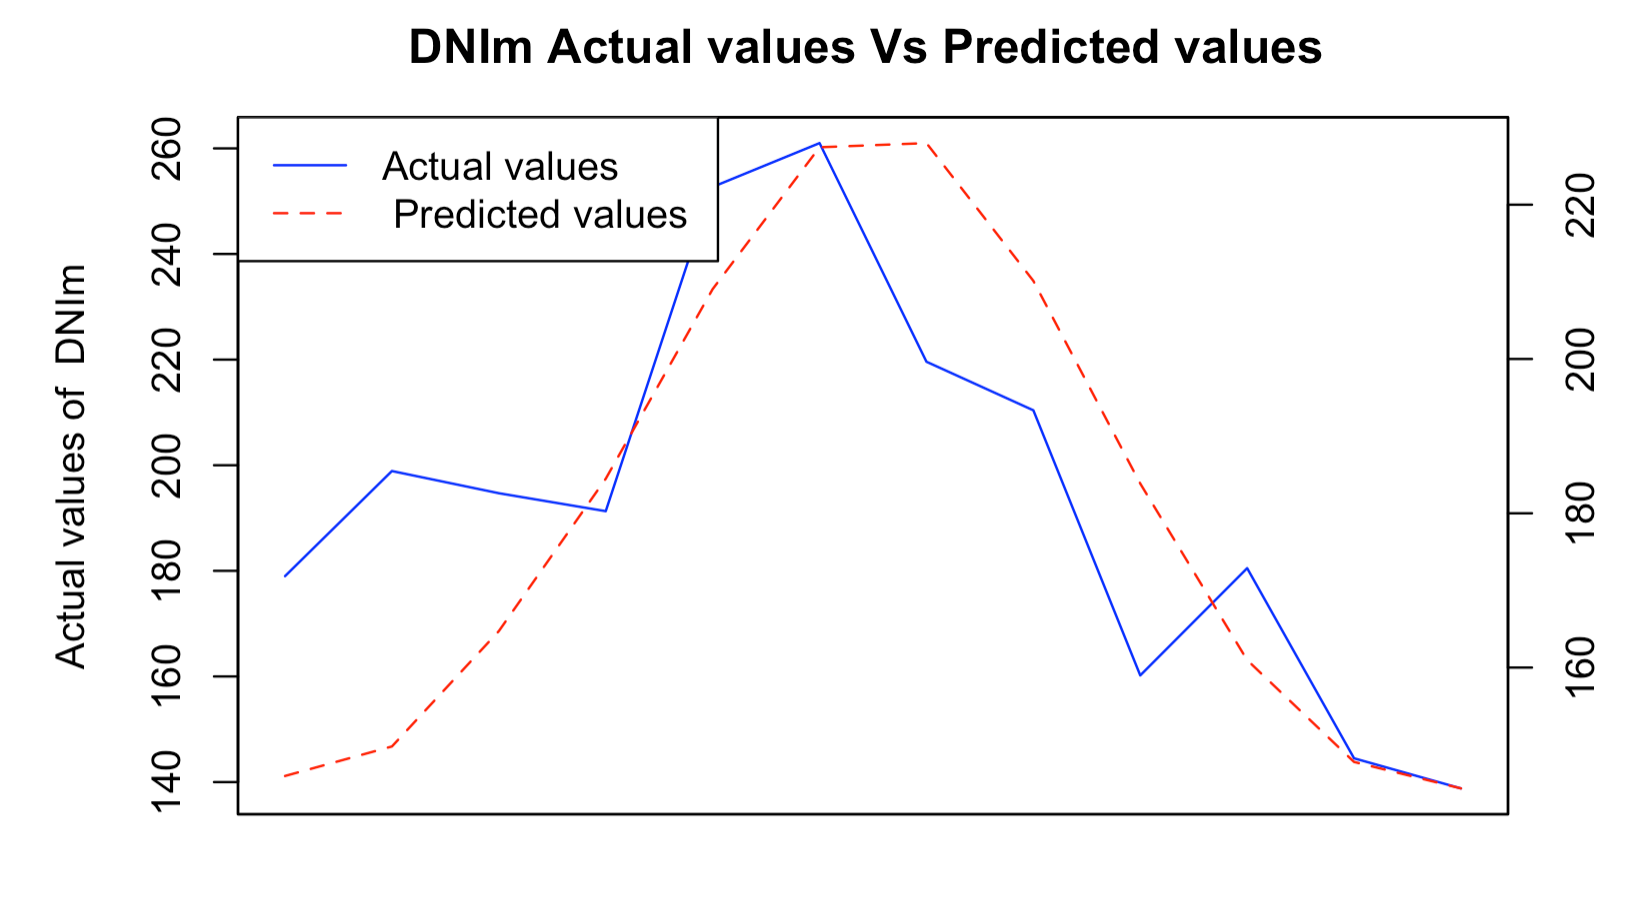 DNIm Actual values Vs Predicted values
Actual values
Predicted values
Actual values of DNIm
260
240
220
200
180
160
140
220
200
180
160